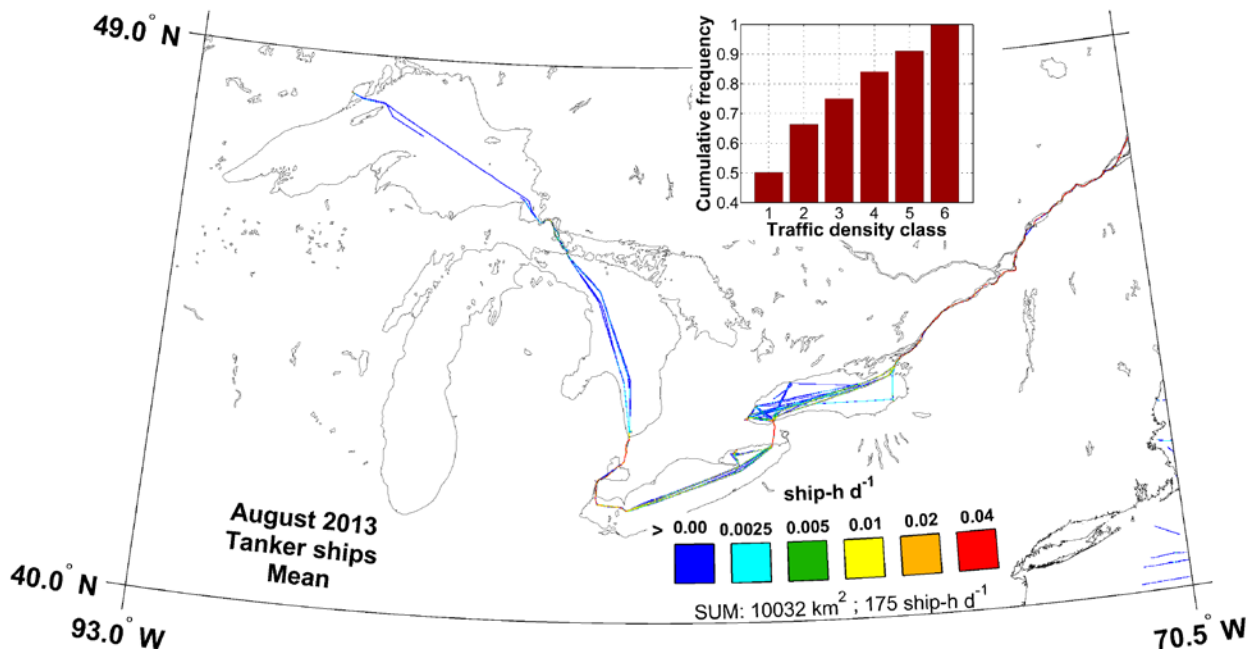 49.0° N
1
0.9
0.8
0.7
0.6
0.5
0.4
Cumulative frequency
1 2 3 4 5 6
Traffic density class
ship-h d⁻¹
> 0.00 0.0025 0.005 0.01 0.02 0.04
SUM: 10032 km² ; 175 ship-h d⁻¹
August 2013
Tanker ships
Mean
40.0° N
93.0° W
70.5° W